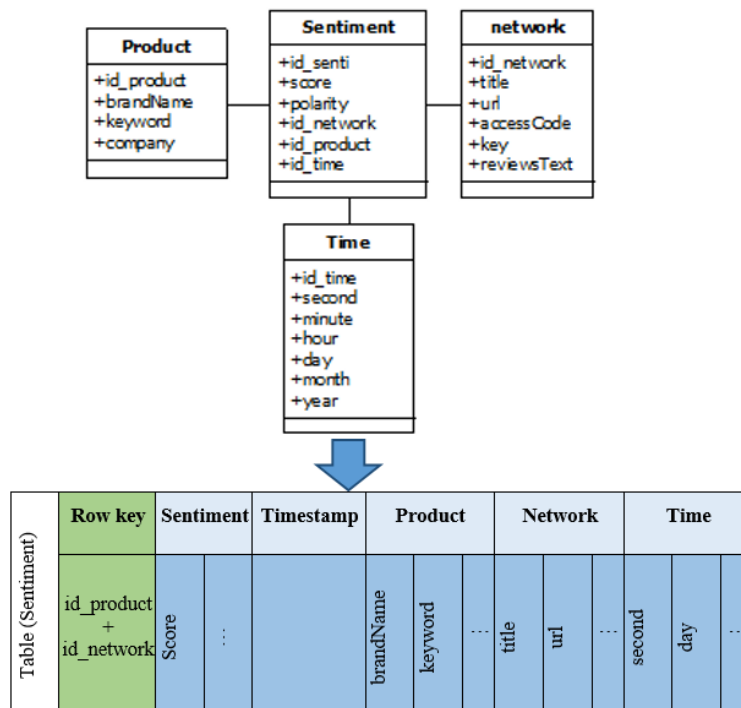 Product
+id_product
+brandName
+keyword
+company
Sentiment
+id_senti
+score
+polarity
+id_network
+id_product
+id_time
network
+id_network
+title
+url
+accessCode
+key
+reviewsText
Time
+id_time
+second
+minute
+hour
+day
+month
+year
Table (Sentiment)
Row key
Sentiment
Timestamp
Product
Network
Time
id_product
+
id_network
Score
...
brandName
keyword
...
title
url
...
second
day
...